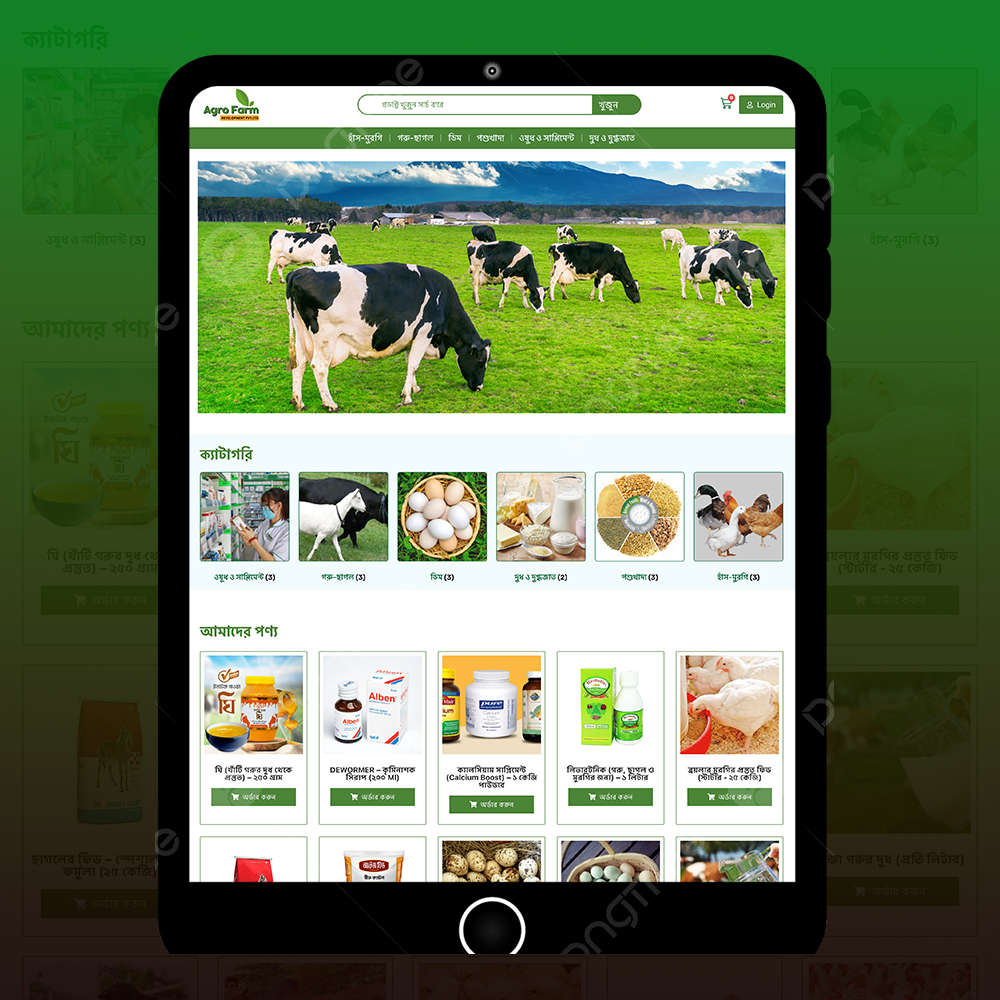 ক্যাটাগরি
ওষুধ ও সাপ্লিমেন্ট (3)
হাঁস-মুরগি (3)
আমাদের পণ্য
ঘি
ঘি (খাঁটি গরুর দুধ থে
প্রস্তুত) – ২৫০ গ্রাম
অর্ডার করুন
ব্রয়লার মুরগির প্রস্তুত ফিড
(স্টার্টার - ২৫ কেজি)
অর্ডার করুন
ছাগলের ফিড – স্পেশাল
ফর্মুলা (২৫ কেজি)
অর্ডার করুন
গরুর দুধ (প্রতি লিটার)
অর্ডার করুন
Agro Farm
DEVELOPMENT PVT.LTD
প্রডাক্ট খুজুন সার্চ বারে
খুজুন
0
Login
হাঁস-মুরগি | গরু-ছাগল | ডিম | পশুখাদ্য | ওষুধ ও সাপ্লিমেন্ট | দুধ ও দুগ্ধজাত
ক্যাটাগরি
ওষুধ ও সাপ্লিমেন্ট (3)
গরু-ছাগল (3)
ডিম (3)
দুধ ও দুগ্ধজাত (2)
পশুখাদ্য (3)
হাঁস-মুরগি (3)
আমাদের পণ্য
ঘি
ঘি (খাঁটি গরুর দুধ থেকে
প্রস্তুত) – ২৫০ গ্রাম
অর্ডার করুন
Alben
Alben
DEWORMER – কৃমিনাশক
সিরাপ (২০০ Ml)
অর্ডার করুন
pure
Calcium
ক্যালসিয়াম সাপ্লিমেন্ট
(Calcium Boost) – ১ কেজি
পাউডার
অর্ডার করুন
লিভারটনিক (গরু, ছাগল ও
মুরগির জন্য) – ১ লিটার
অর্ডার করুন
ব্রয়লার মুরগির প্রস্তুত ফিড
(স্টার্টার - ২৫ কেজি)
অর্ডার করুন